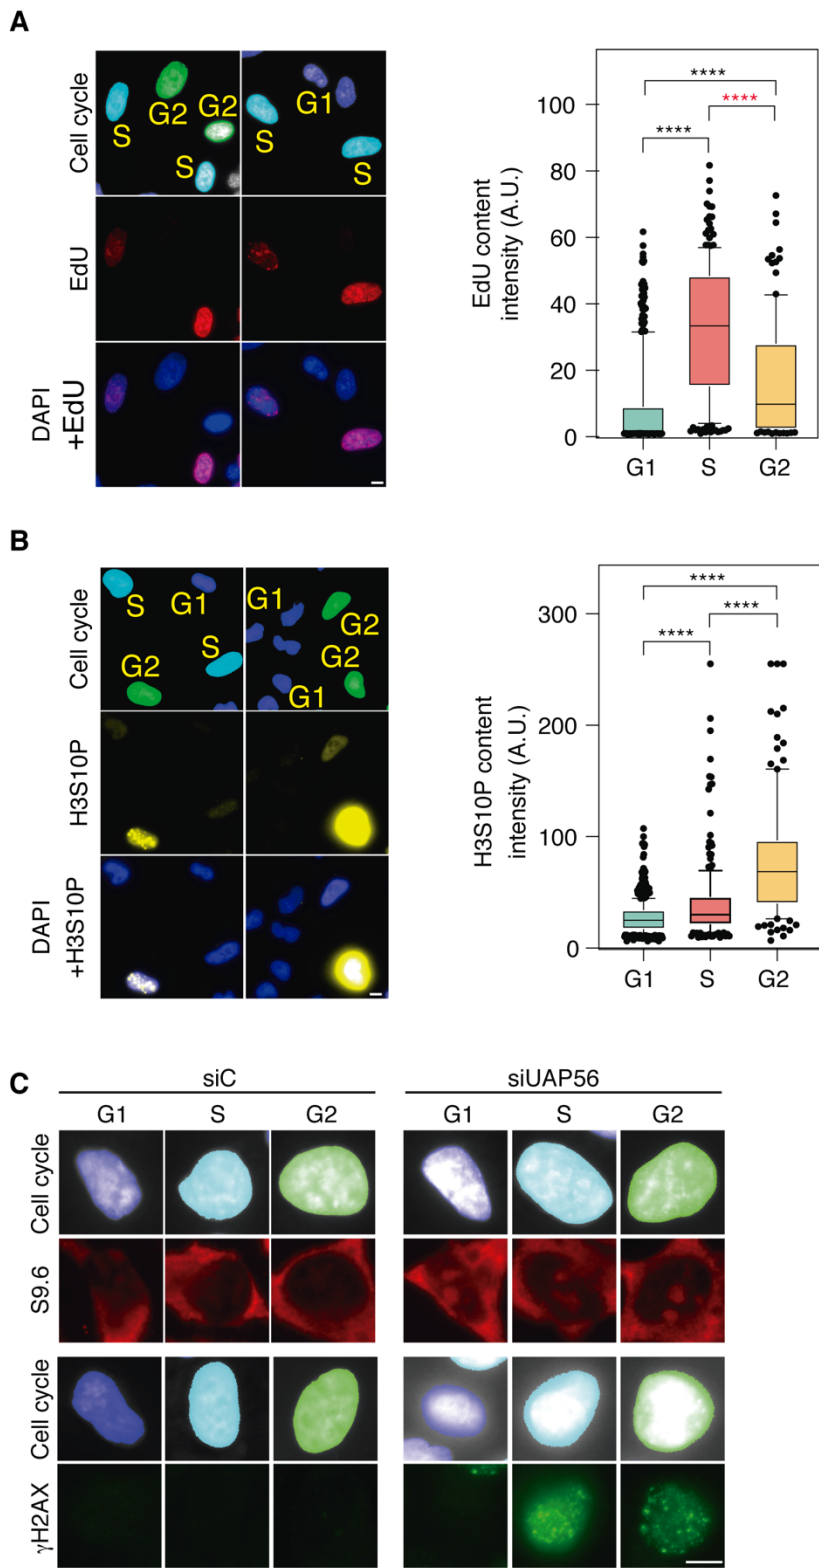 A
Cell cycle
S
G2
G2
S
G1
S
S
EdU
DAPI
+EdU
EdU content
intensity (A.U.)
100
80
60
40
20
0
****
****
****
G1 S G2
B
Cell cycle
S
G1
G2
S
G1
G2
G2
G1
H3S10P
DAPI
+H3S10P
H3S10P content
intensity (A.U.)
300
200
100
0
****
****
****
G1 S G2
C
siC siUAP56
G1 S G2 G1 S G2
Cell cycle
S9.6
Cell cycle
γH2AX